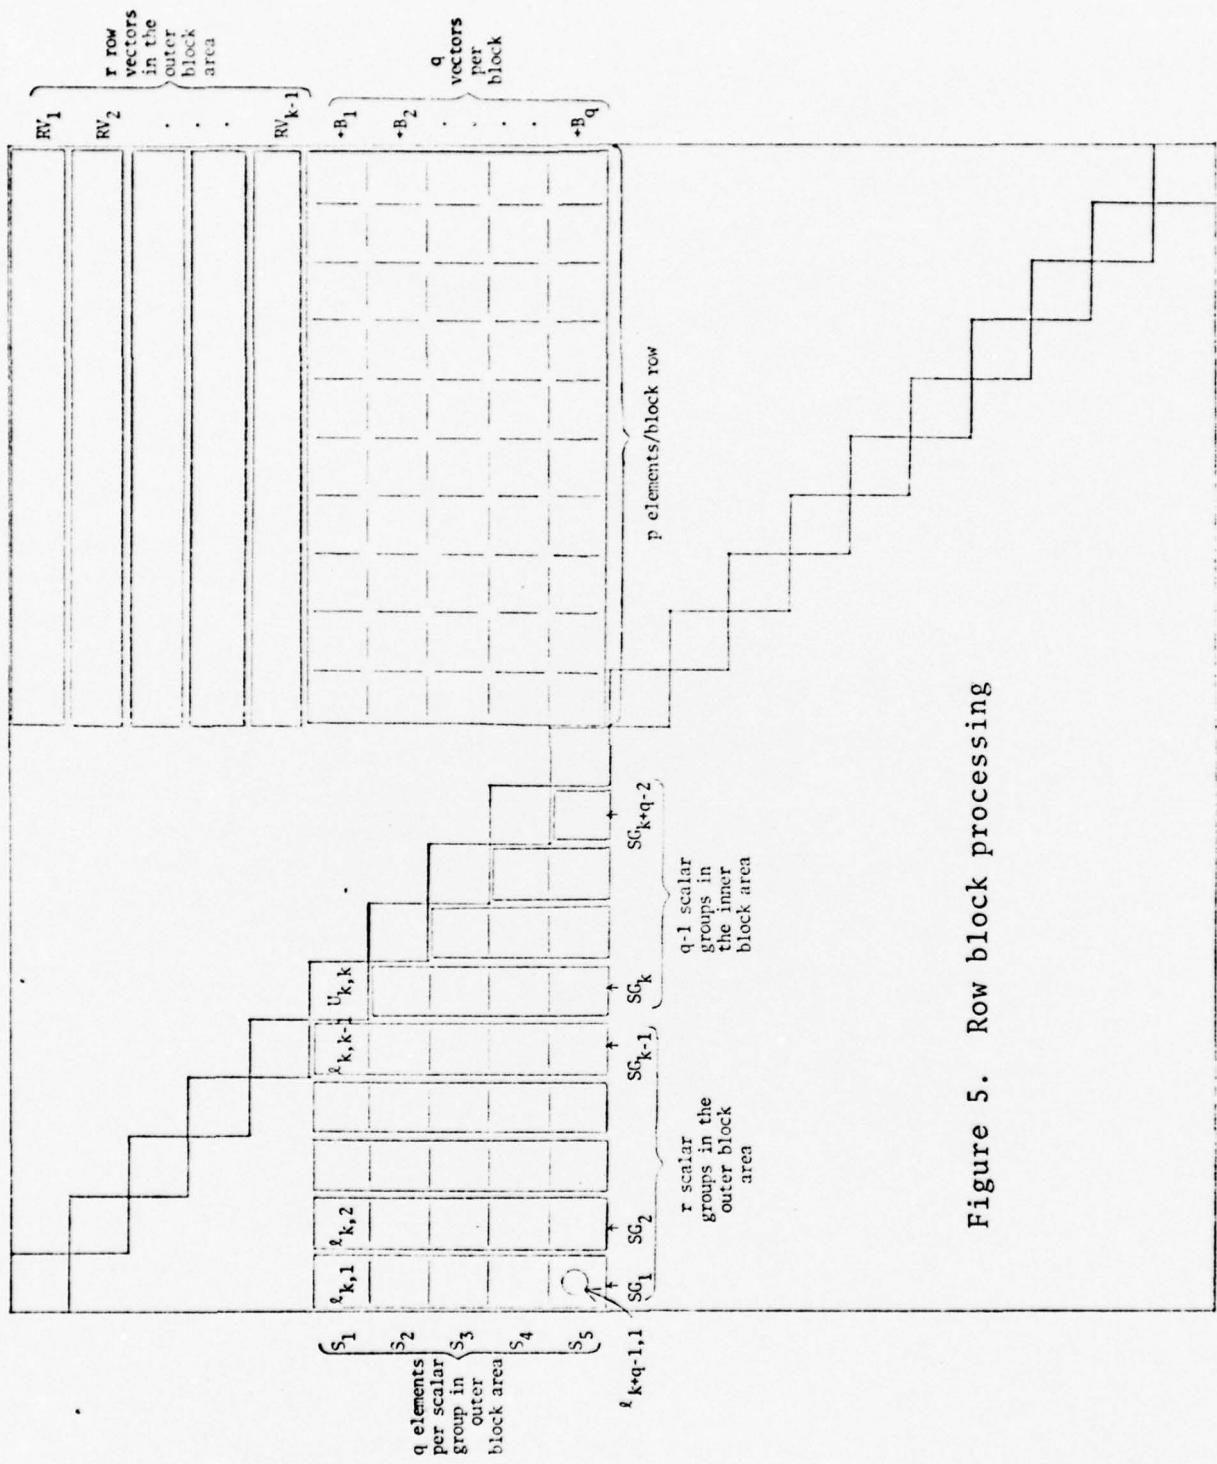 r row
vectors
in the
outer
block
area
RV1
RV2
.
.
.
RVk-1
q
vectors
per
block
+B1
+B2
.
.
.
.
+Bq
p elements/block row
q elements
per scalar
group in
outer
block area
S1
S2
S3
S4
S5
ℓk,1
ℓk,2
ℓk,k-1
Uk,k
ℓk+q-1,1
SG1
SG2
SGk-1
SGk
SGk+q-2
r scalar
groups in the
outer block
area
q-1 scalar
groups in
the inner
block area
Figure 5. Row block processing